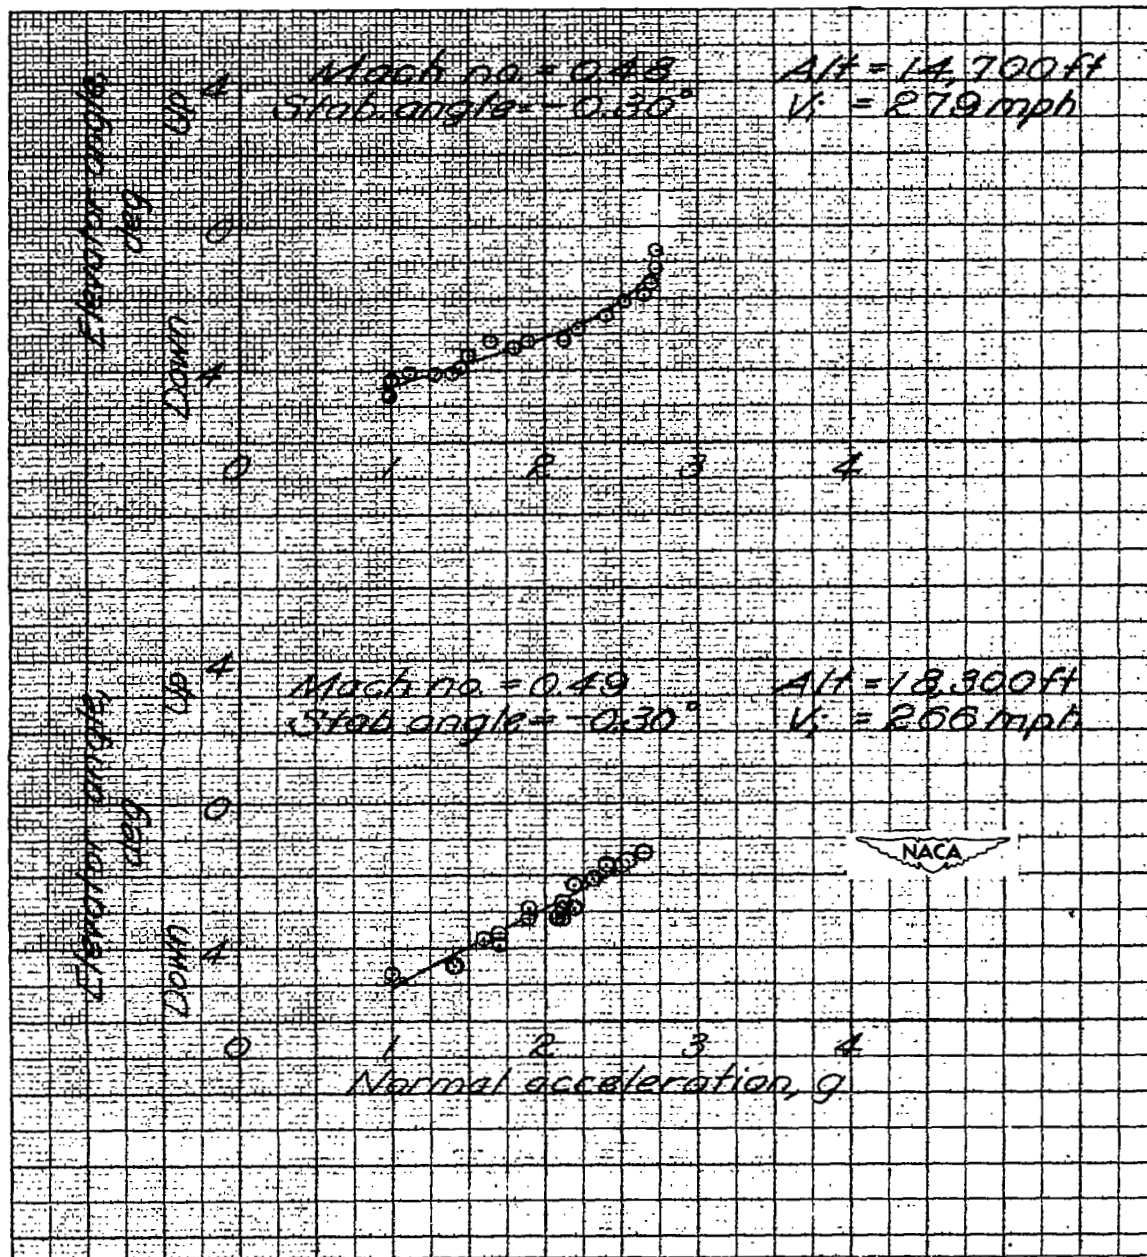 Mach no. = 0.48 Alt = 14,700 ft
Stab. angle = -0.30° Vi = 279 mph
Elevator angle, deg
Up 4
0
Down 4
0 1 2 3 4
Mach no. = 0.49 Alt = 18,300 ft
Stab. angle = -0.30° Vi = 266 mph
Elevator angle, deg
Up 4
0
Down 4
NACA
0 1 2 3 4
Normal acceleration, g